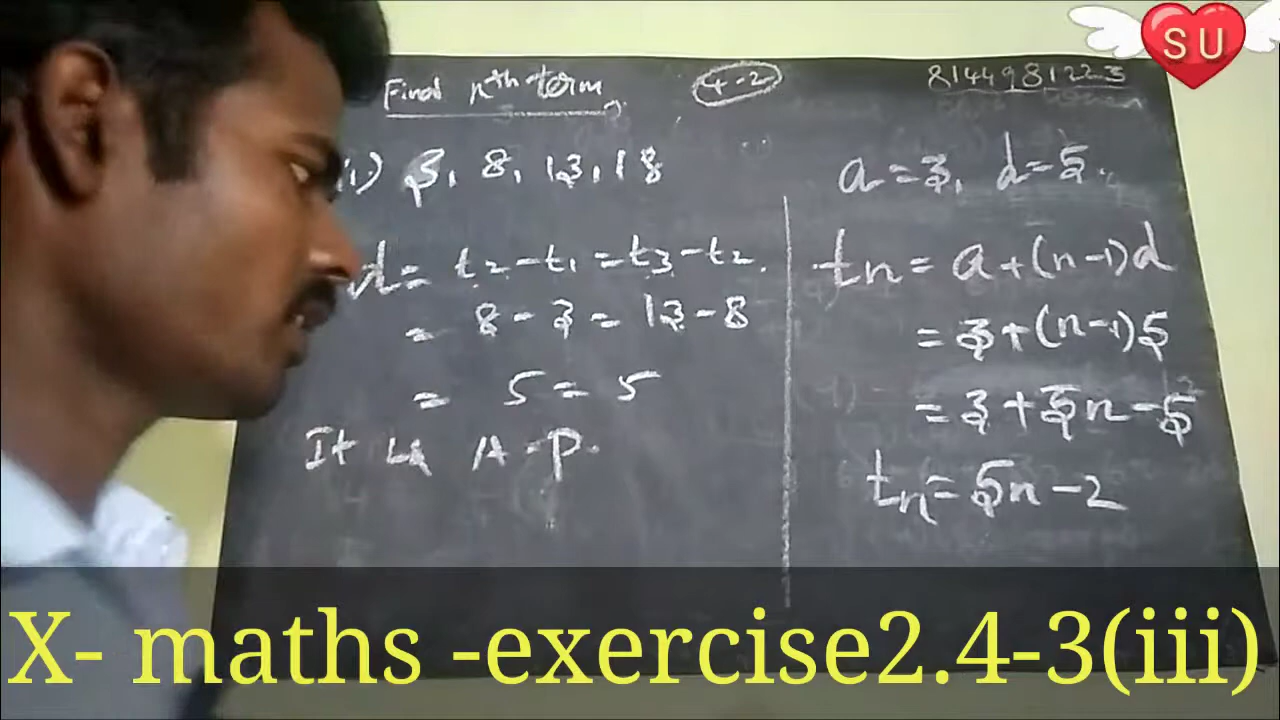 Find nth term
4-2
8144981223
S U
i) 3, 8, 13, 18
d = t2 - t1 = t3 - t2
= 8 - 3 = 13 - 8
= 5 = 5
It is A.P.
a = 3, d = 5.
tn = a + (n-1)d
= 3 + (n-1)5
= 3 + 5n - 5
tn = 5n - 2
X- maths -exercise2.4-3(iii)